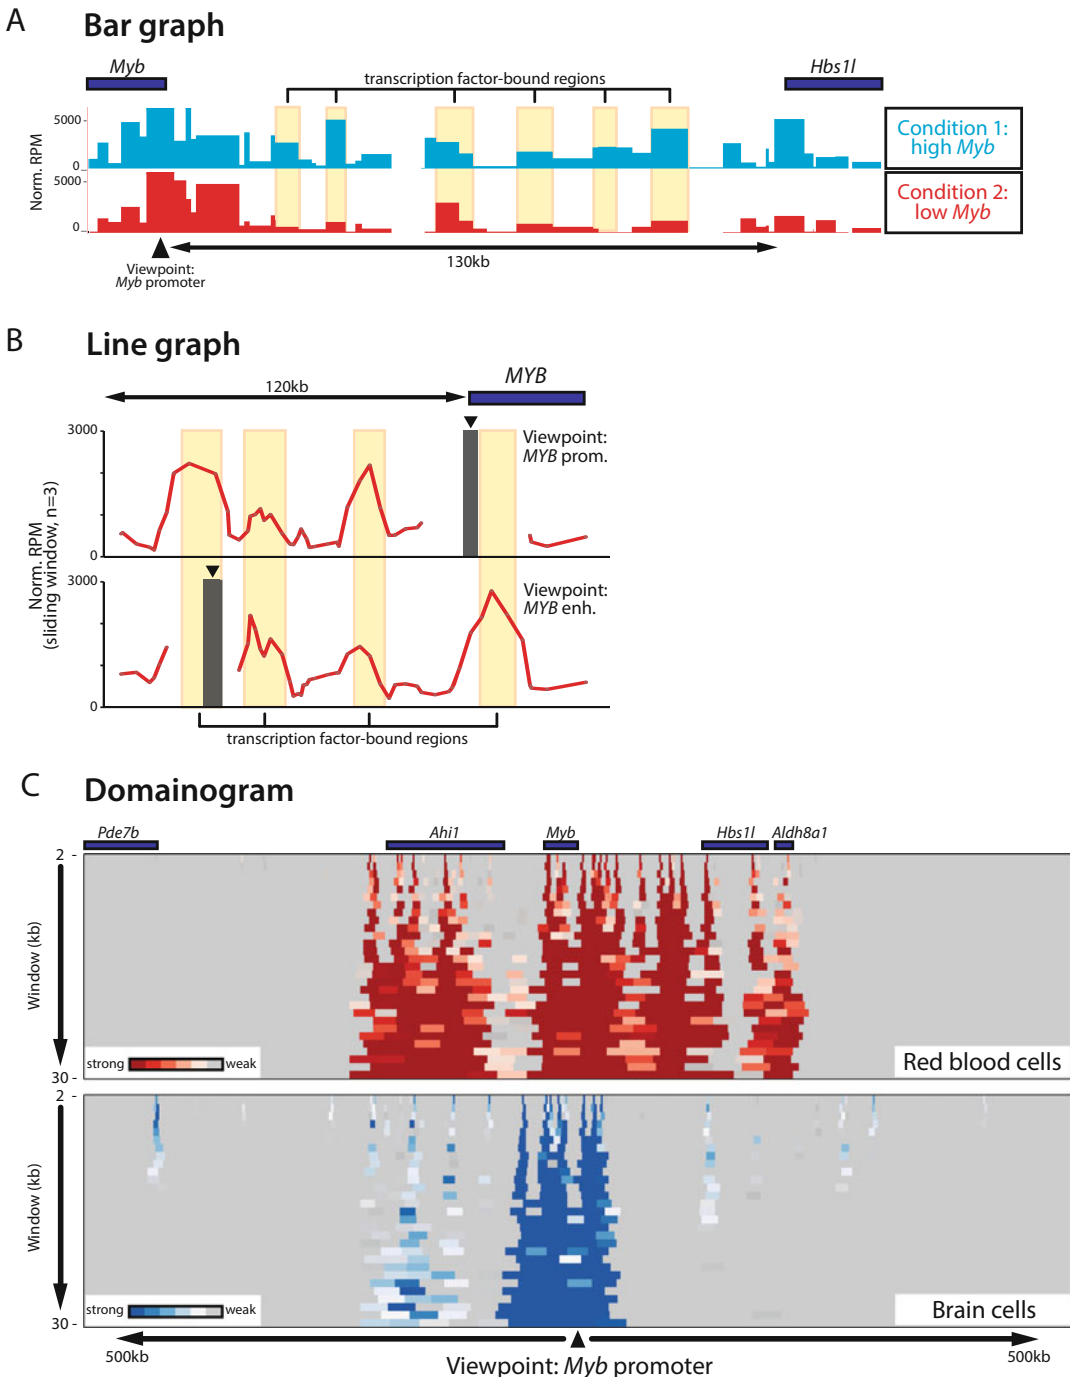 A
Bar graph
Myb
transcription factor-bound regions
Hbs1l
Norm. RPM
5000
0
5000
0
Condition 1:
high Myb
Condition 2:
low Myb
130kb
Viewpoint:
Myb promoter
B
Line graph
120kb
MYB
Norm. RPM
(sliding window, n=3)
3000
0
Viewpoint:
MYB prom.
3000
0
Viewpoint:
MYB enh.
transcription factor-bound regions
C
Domainogram
Pde7b
Ahi1
Myb
Hbs1l
Aldh8a1
2
Window (kb)
30
strong
weak
Red blood cells
2
Window (kb)
30
strong
weak
Brain cells
500kb
Viewpoint: Myb promoter
500kb